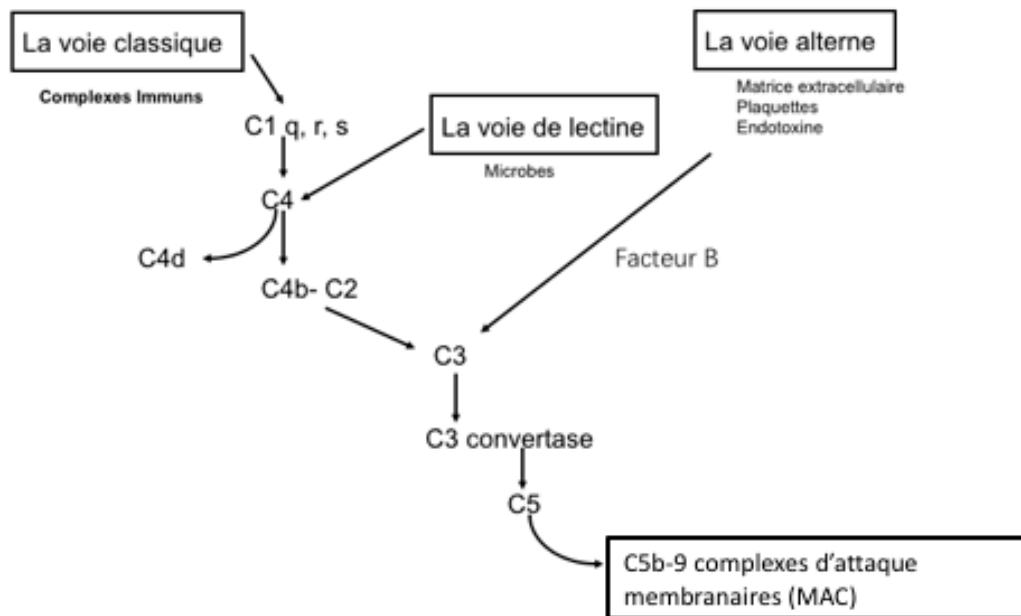 La voie classique
Complexes Immuns
La voie alterne
Matrice extracellulaire
Plaquettes
Endotoxine
C1 q, r, s
La voie de lectine
Microbes
C4
C4d
Facteur B
C4b- C2
C3
C3 convertase
C5
C5b-9 complexes d'attaque
membranaires (MAC)